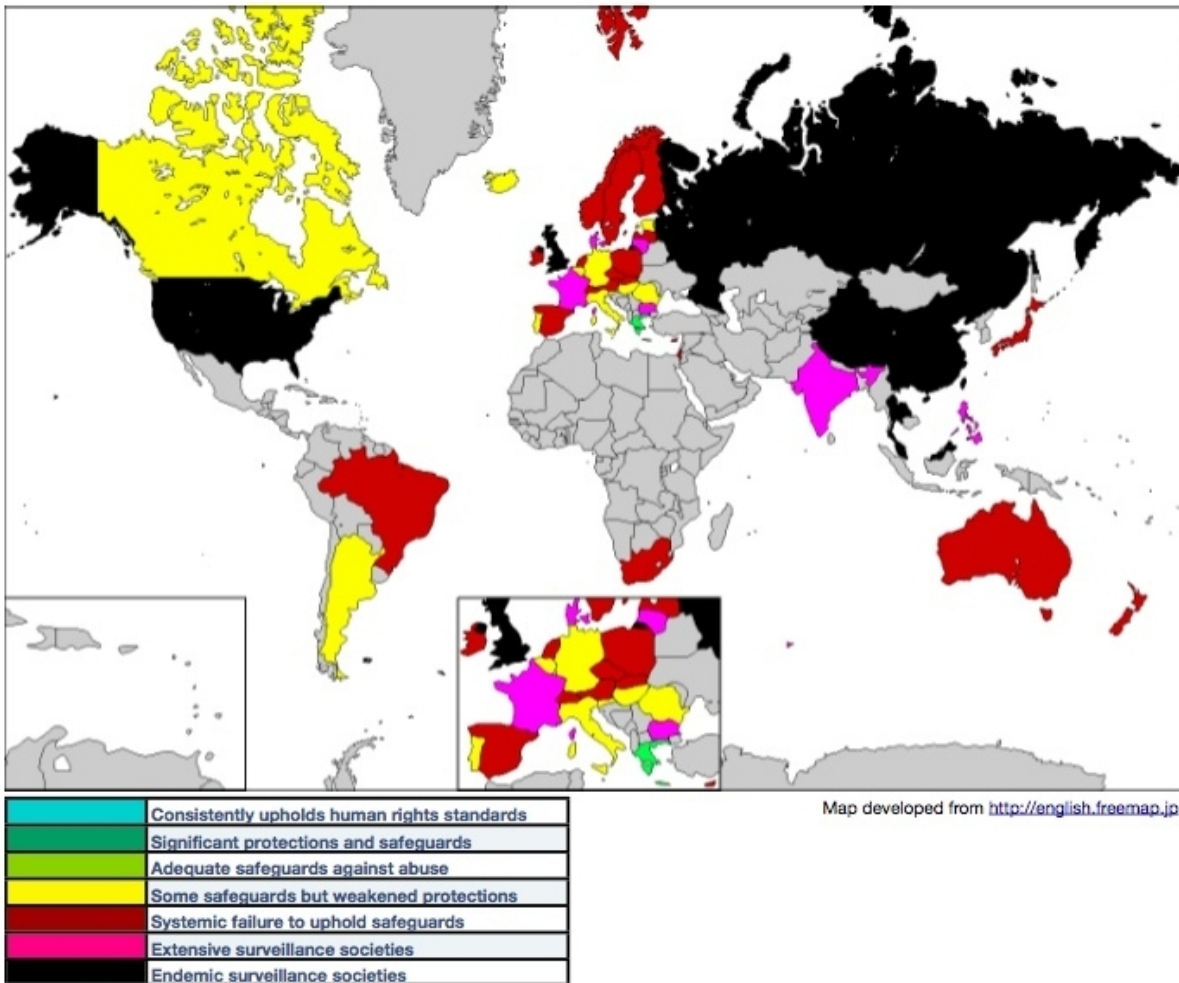 Map developed from http://english.freemap.jp
Consistently upholds human rights standards
Significant protections and safeguards
Adequate safeguards against abuse
Some safeguards but weakened protections
Systemic failure to uphold safeguards
Extensive surveillance societies
Endemic surveillance societies